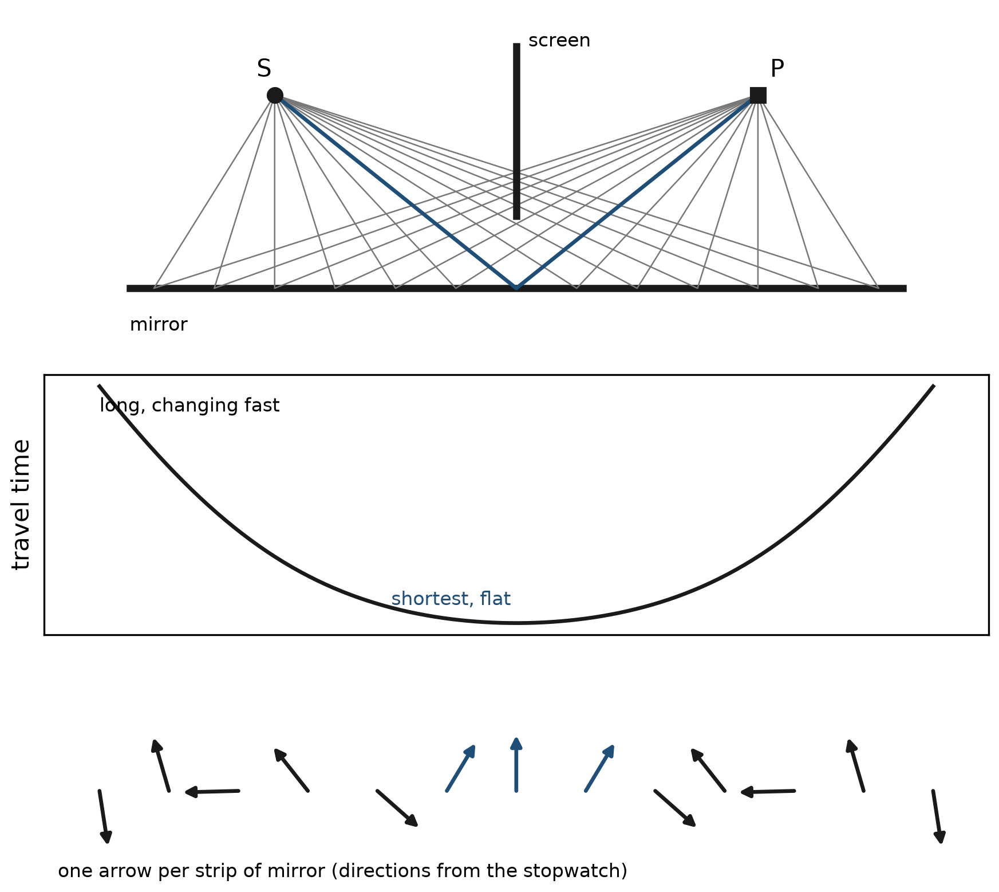 screen
S
P
mirror
long, changing fast
travel time
shortest, flat
one arrow per strip of mirror (directions from the stopwatch)